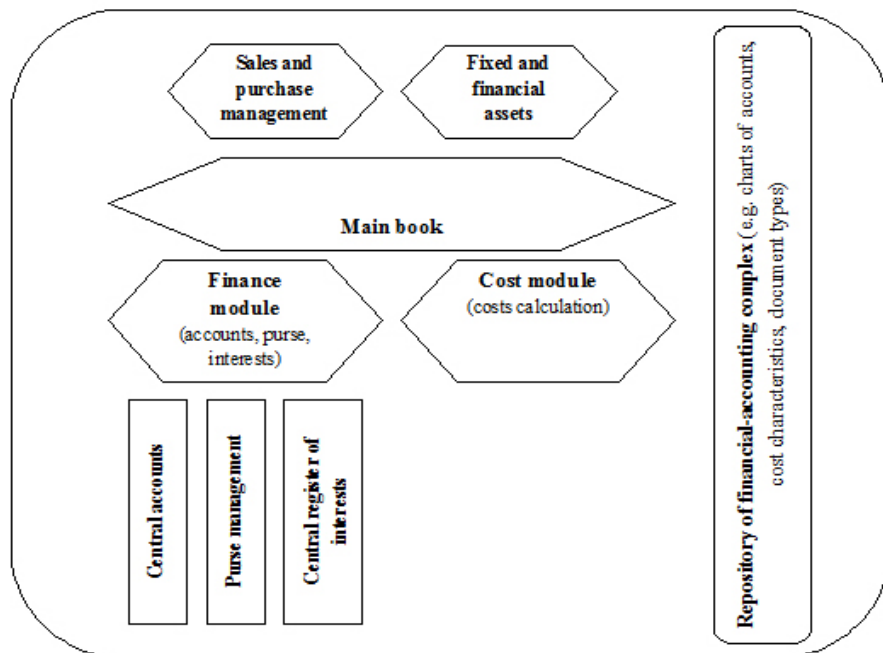 Sales and
purchase
management
Fixed and
financial
assets
Main book
Finance
module
(accounts, purse,
interests)
Cost module
(costs calculation)
Central accounts
Purse management
Central register of
interests
Repository of financial-accounting complex ( e.g. charts of accounts,
cost characteristics, document types)